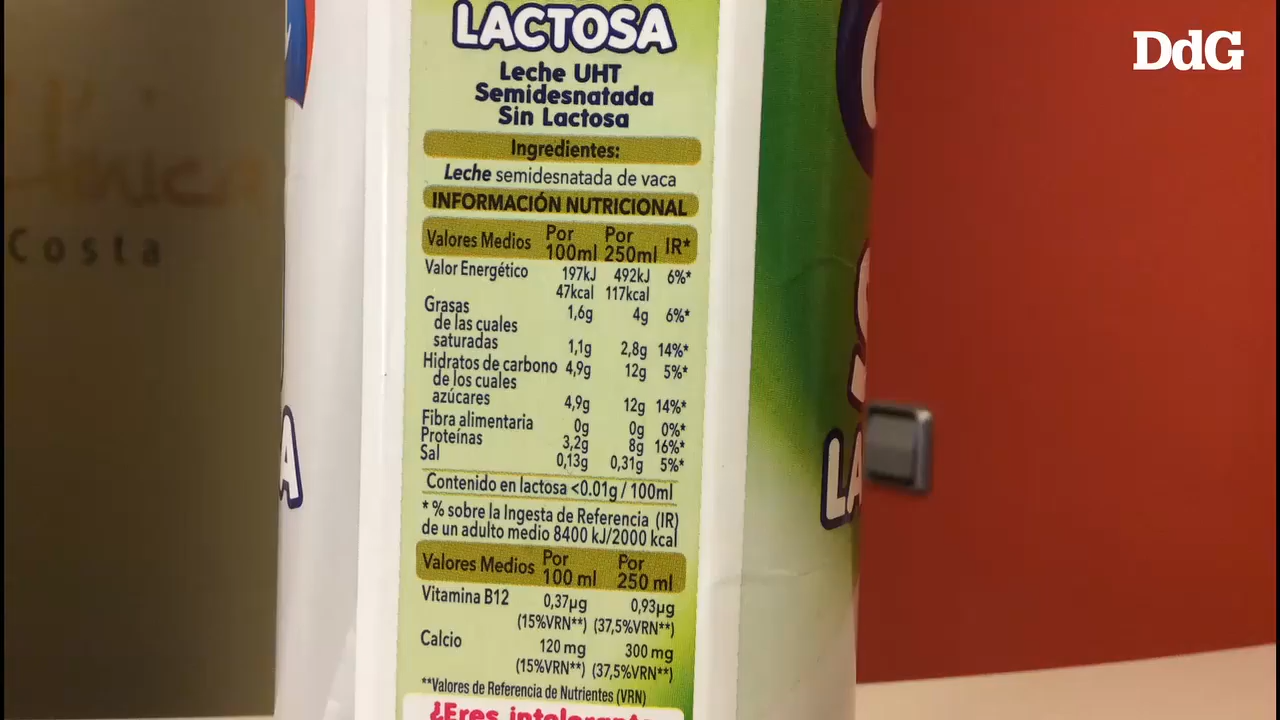 DdG
LACTOSA
Leche UHT
Semidesnatada
Sin Lactosa
Ingredientes:
Leche semidesnatada de vaca
INFORMACIÓN NUTRICIONAL
Valores Medios Por 100ml Por 250ml IR*
Valor Energético 197kJ 492kJ 6%*
47kcal 117kcal
Grasas 1,6g 4g 6%*
de las cuales
saturadas 1,1g 2,8g 14%*
Hidratos de carbono 4,9g 12g 5%*
de los cuales
azúcares 4,9g 12g 14%*
Fibra alimentaria 0g 0g 0%*
Proteínas 3,2g 8g 16%*
Sal 0,13g 0,31g 5%*
Contenido en lactosa <0.01g / 100ml
* % sobre la Ingesta de Referencia (IR)
de un adulto medio 8400 kJ/2000 kcal
Valores Medios Por 100 ml Por 250 ml
Vitamina B12 0,37µg 0,93µg
(15%VRN**) (37,5%VRN**)
Calcio 120 mg 300 mg
(15%VRN**) (37,5%VRN**)
**Valores de Referencia de Nutrientes (VRN)
¿Eres intolerante
Costa
LA
A